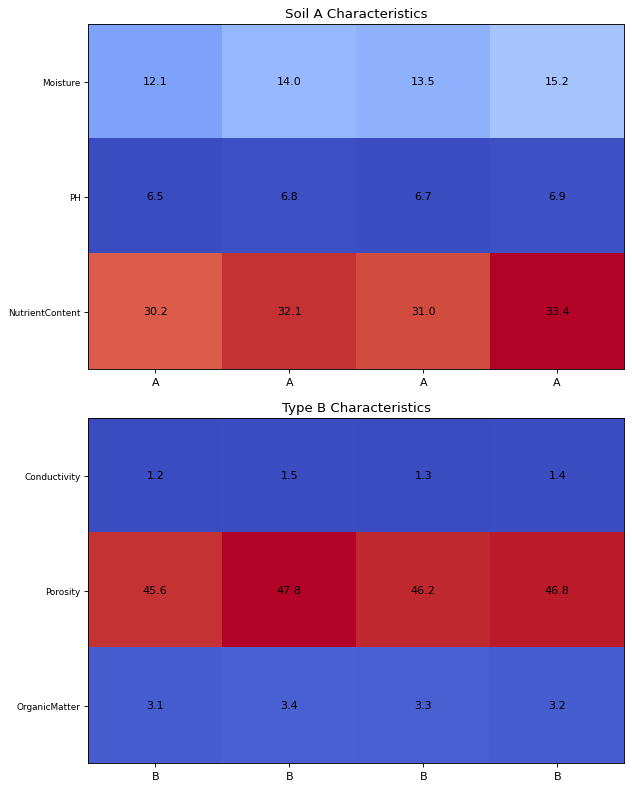 Soil A Characteristics
Moisture 12.1 14.0 13.5 15.2
PH 6.5 6.8 6.7 6.9
NutrientContent 30.2 32.1 31.0 33.4
A A A A
Type B Characteristics
Conductivity 1.2 1.5 1.3 1.4
Porosity 45.6 47.8 46.2 46.8
OrganicMatter 3.1 3.4 3.3 3.2
B B B B